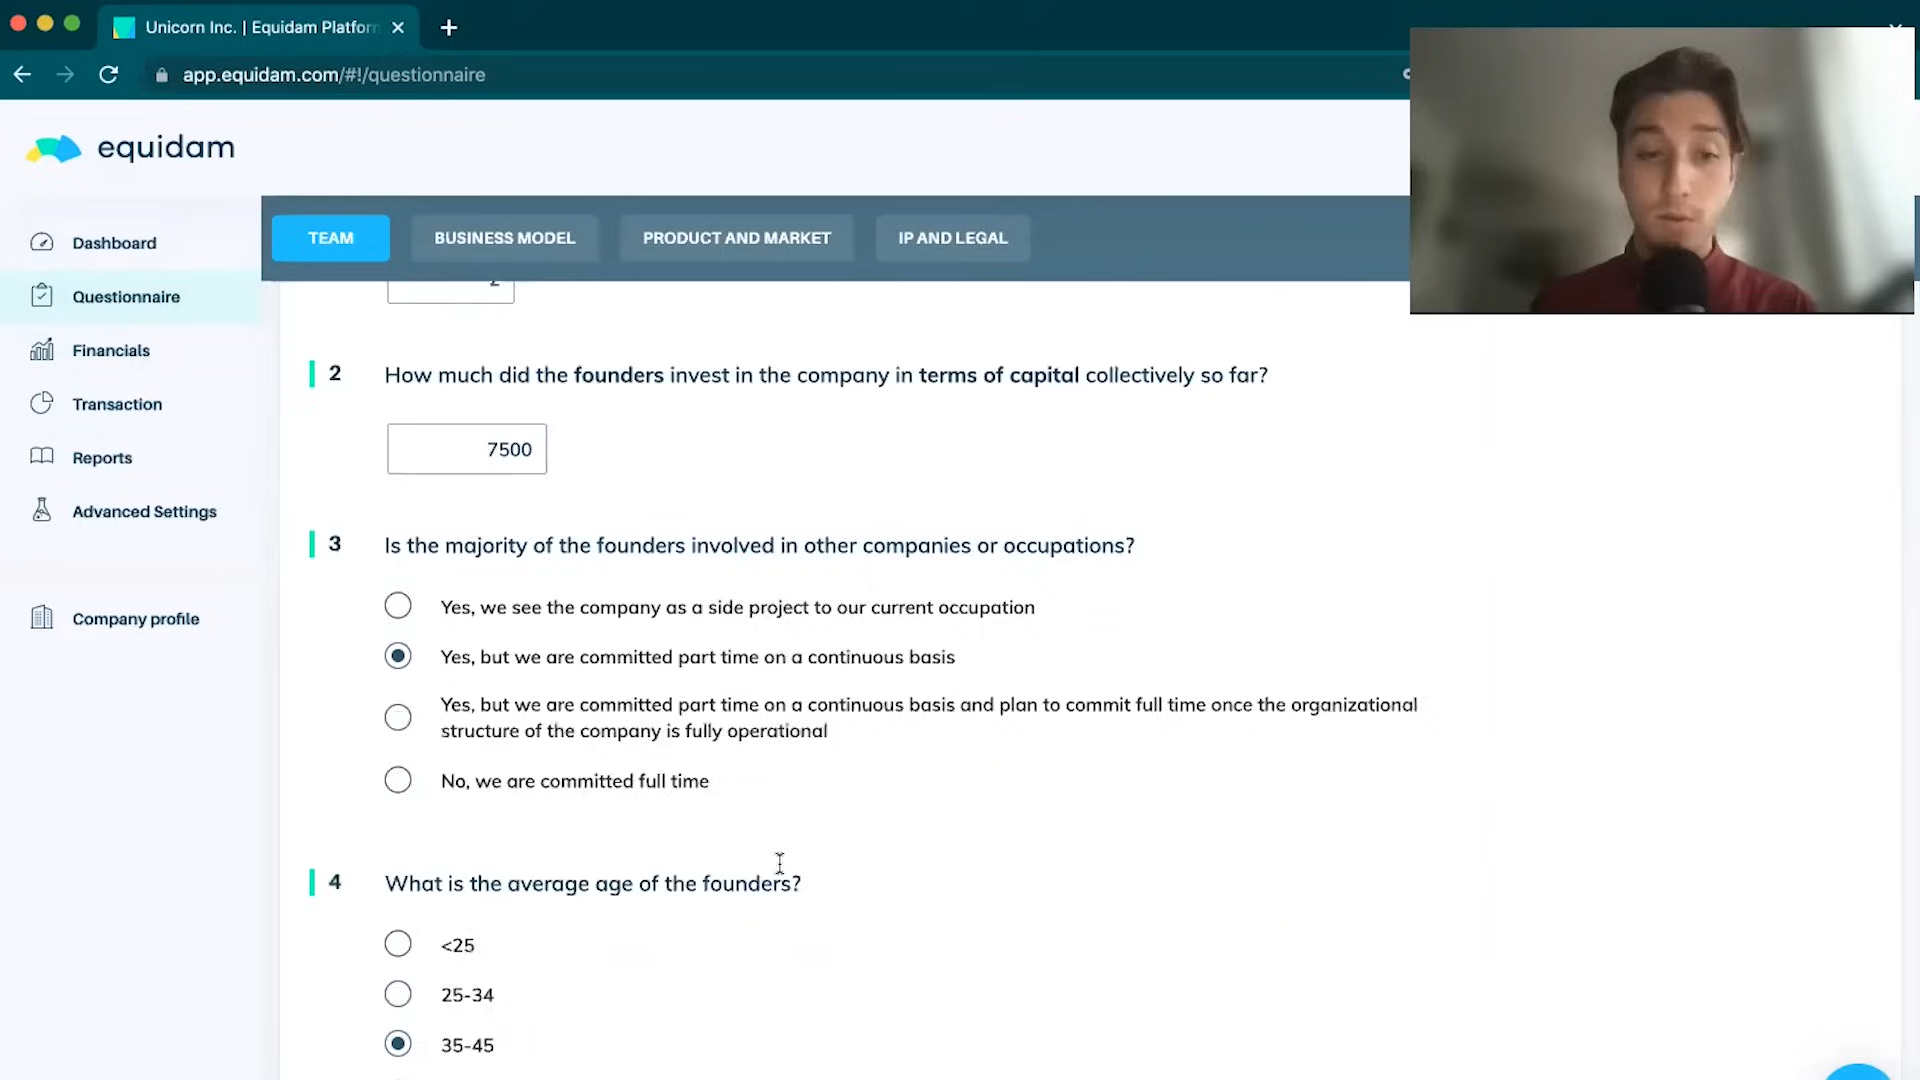 Unicorn Inc. | Equidam Platform
app.equidam.com/#!/questionnaire
equidam
TEAM
BUSINESS MODEL
PRODUCT AND MARKET
IP AND LEGAL
Dashboard
Questionnaire
Financials
Transaction
Reports
Advanced Settings
Company profile
2 How much did the founders invest in the company in terms of capital collectively so far?
7500
3 Is the majority of the founders involved in other companies or occupations?
Yes, we see the company as a side project to our current occupation
Yes, but we are committed part time on a continuous basis
Yes, but we are committed part time on a continuous basis and plan to commit full time once the organizational
structure of the company is fully operational
No, we are committed full time
4 What is the average age of the founders?
<25
25-34
35-45